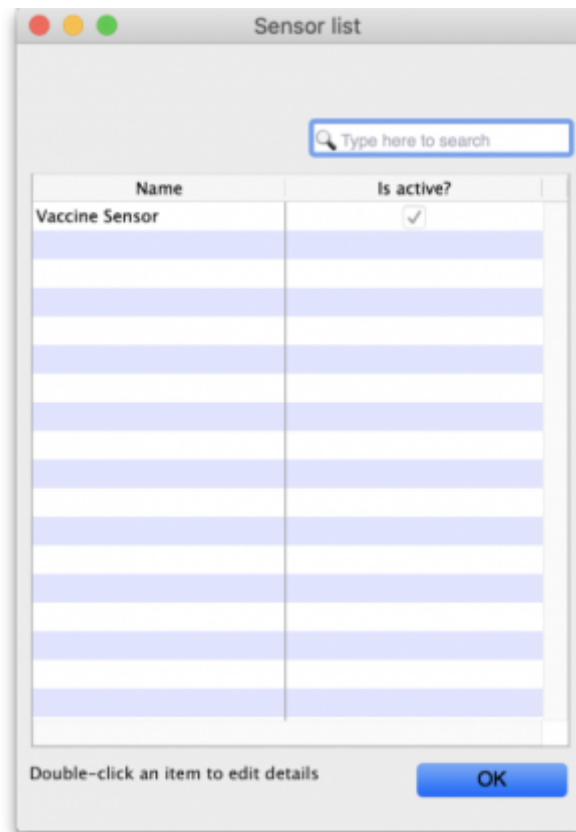 Sensor list
Type here to search
Name Is active?
Vaccine Sensor
Double-click an item to edit details
OK